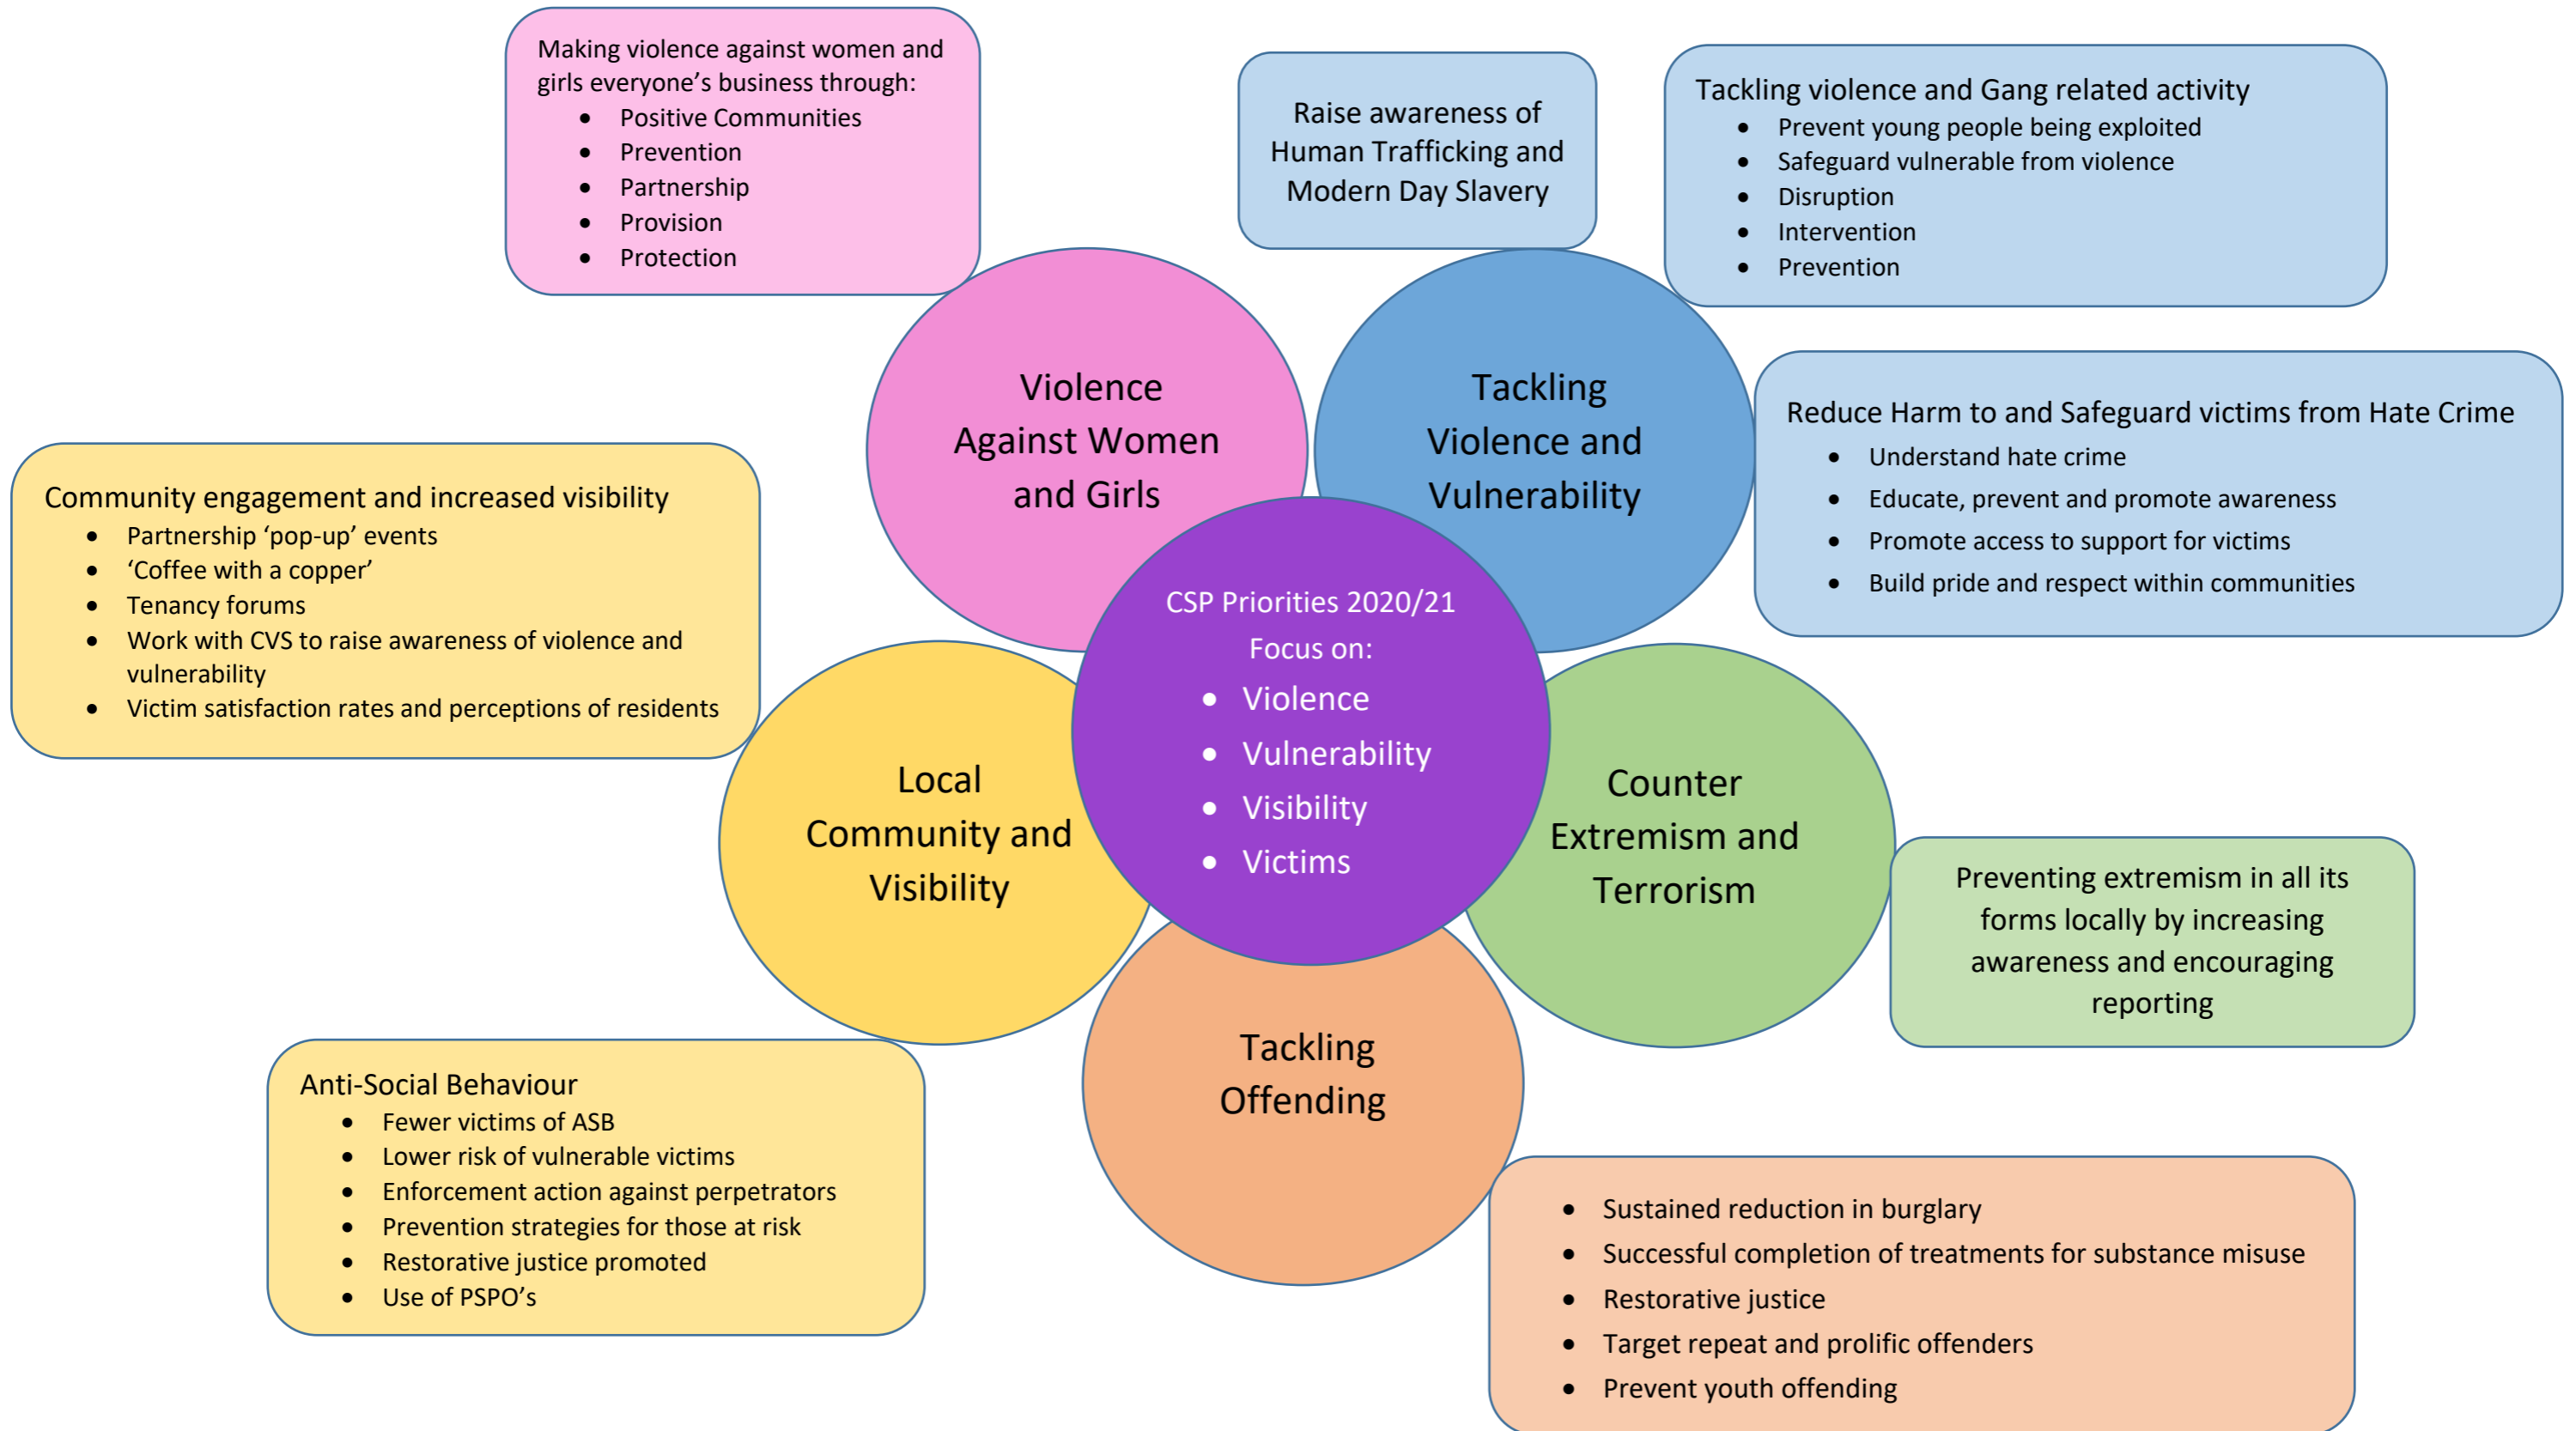 Making violence against women and
girls everyone’s business through:
• Positive Communities
• Prevention
• Partnership
• Provision
• Protection
Raise awareness of
Human Trafficking and
Modern Day Slavery
Tackling violence and Gang related activity
• Prevent young people being exploited
• Safeguard vulnerable from violence
• Disruption
• Intervention
• Prevention
Violence
Against Women
and Girls
Tackling
Violence and
Vulnerability
Reduce Harm to and Safeguard victims from Hate Crime
• Understand hate crime
• Educate, prevent and promote awareness
• Promote access to support for victims
• Build pride and respect within communities
Community engagement and increased visibility
• Partnership ‘pop-up’ events
• ‘Coffee with a copper’
• Tenancy forums
• Work with CVS to raise awareness of violence and
vulnerability
• Victim satisfaction rates and perceptions of residents
CSP Priorities 2020/21
Focus on:
• Violence
• Vulnerability
• Visibility
• Victims
Local
Community and
Visibility
Counter
Extremism and
Terrorism
Preventing extremism in all its
forms locally by increasing
awareness and encouraging
reporting
Tackling
Offending
Anti-Social Behaviour
• Fewer victims of ASB
• Lower risk of vulnerable victims
• Enforcement action against perpetrators
• Prevention strategies for those at risk
• Restorative justice promoted
• Use of PSPO’s
• Sustained reduction in burglary
• Successful completion of treatments for substance misuse
• Restorative justice
• Target repeat and prolific offenders
• Prevent youth offending